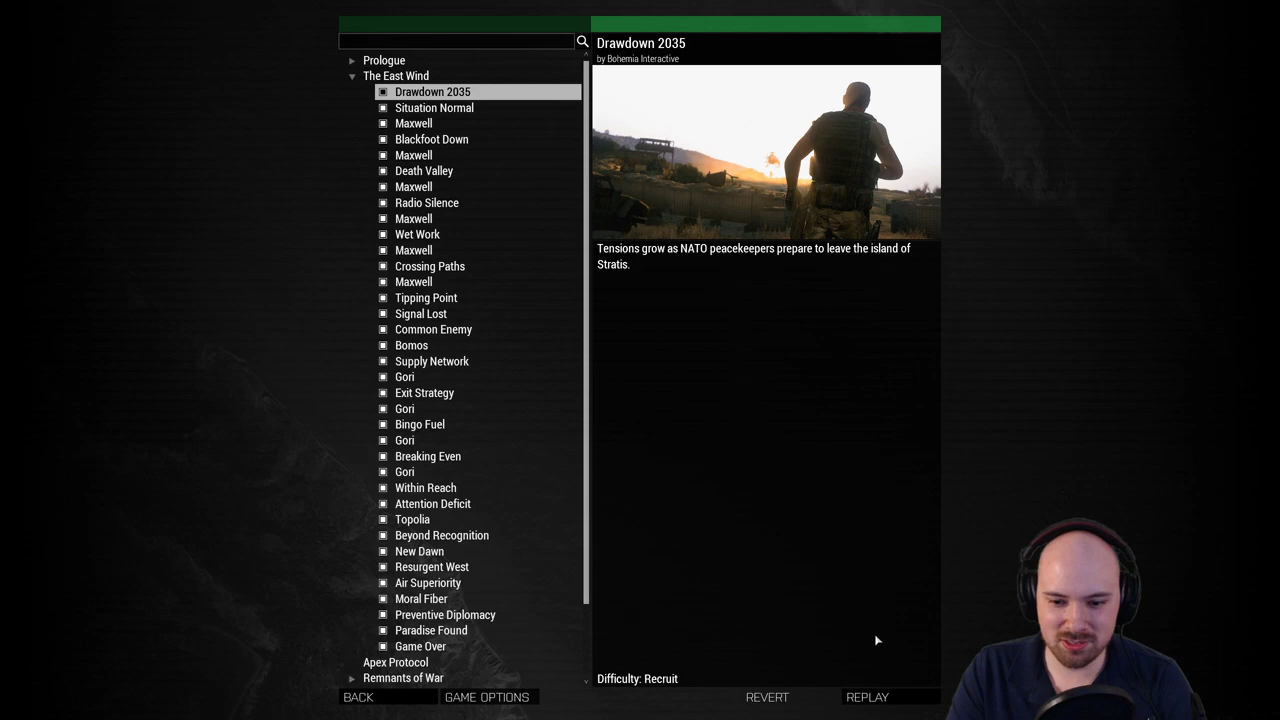 Prologue
The East Wind
Drawdown 2035
Situation Normal
Maxwell
Blackfoot Down
Maxwell
Death Valley
Maxwell
Radio Silence
Maxwell
Wet Work
Maxwell
Crossing Paths
Maxwell
Tipping Point
Signal Lost
Common Enemy
Bomos
Supply Network
Gori
Exit Strategy
Gori
Bingo Fuel
Gori
Breaking Even
Gori
Within Reach
Attention Deficit
Topolia
Beyond Recognition
New Dawn
Resurgent West
Air Superiority
Moral Fiber
Preventive Diplomacy
Paradise Found
Game Over
Apex Protocol
Remnants of War
Drawdown 2035
by Bohemia Interactive
Tensions grow as NATO peacekeepers prepare to leave the island of
Stratis.
Difficulty: Recruit
BACK
GAME OPTIONS
REVERT
REPLAY